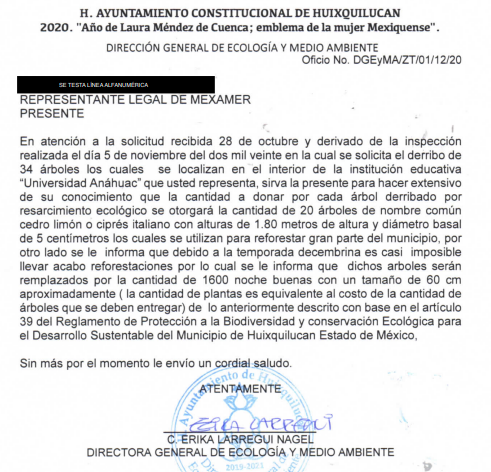 H. AYUNTAMIENTO CONSTITUCIONAL DE HUIXQUILUCAN
2020. "Año de Laura Méndez de Cuenca; emblema de la mujer Mexiquense".
DIRECCIÓN GENERAL DE ECOLOGÍA Y MEDIO AMBIENTE
Oficio No. DGEyMA/ZT/01/12/20
SE TESTA LÍNEA ALFANUMÉRICA
REPRESENTANTE LEGAL DE MEXAMER
PRESENTE
En atención a la solicitud recibida 28 de octubre y derivado de la inspección
realizada el día 5 de noviembre del dos mil veinte en la cual se solicita el derribo de
34 árboles los cuales se localizan en el interior de la institución educativa
"Universidad Anáhuac" que usted representa, sirva la presente para hacer extensivo
de su conocimiento que la cantidad a donar por cada árbol derribado por
resarcimiento ecológico se otorgará la cantidad de 20 árboles de nombre común
cedro limón o ciprés italiano con alturas de 1.80 metros de altura y diámetro basal
de 5 centímetros los cuales se utilizan para reforestar gran parte del municipio, por
otro lado se le informa que debido a la temporada decembrina es casi imposible
llevar acabo reforestaciones por lo cual se le informa que dichos arboles serán
remplazados por la cantidad de 1600 noche buenas con un tamaño de 60 cm
aproximadamente ( la cantidad de plantas es equivalente al costo de la cantidad de
árboles que se deben entregar) de lo anteriormente descrito con base en el artículo
39 del Reglamento de Protección a la Biodiversidad y conservación Ecológica para
el Desarrollo Sustentable del Municipio de Huixquilucan Estado de México,
Sin más por el momento le envío un cordial saludo.
ATENTAMENTE
ERIKA LARREGUI
C. ERIKA LARREGUI NAGEL
DIRECTORA GENERAL DE ECOLOGÍA Y MEDIO AMBIENTE
H. Ayuntamiento de Huixquilucan
2019-2021